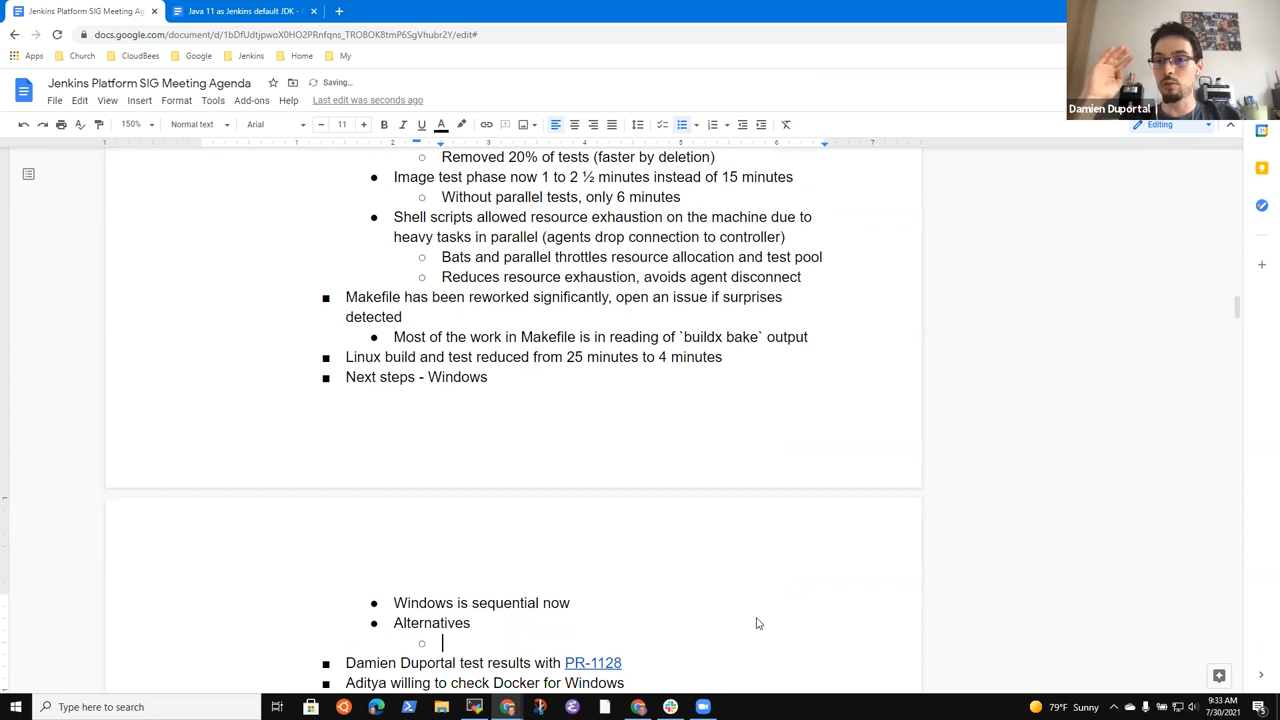 Jenkins Platform SIG Meeting Ag
Java 11 as Jenkins default JDK -
docs.google.com/document/d/1bDfUdtjpwoX0HO2PRnfqns_TROBOK8tmP6SgVhubr2Y/edit#
Apps
Church
CloudBees
Google
Jenkins
Home
My
Damien Duportal
Jenkins Platform SIG Meeting Agenda
Saving...
File Edit View Insert Format Tools Add-ons Help Last edit was seconds ago
150% Normal text Arial 11 Editing
1 1 2 3 4 5 6 7
Removed 20% of tests (faster by deletion)
Image test phase now 1 to 2 ½ minutes instead of 15 minutes
Without parallel tests, only 6 minutes
Shell scripts allowed resource exhaustion on the machine due to
heavy tasks in parallel (agents drop connection to controller)
Bats and parallel throttles resource allocation and test pool
Reduces resource exhaustion, avoids agent disconnect
Makefile has been reworked significantly, open an issue if surprises
detected
Most of the work in Makefile is in reading of `buildx bake` output
Linux build and test reduced from 25 minutes to 4 minutes
Next steps - Windows
Windows is sequential now
Alternatives
Damien Duportal test results with PR-1128
Aditya willing to check Docker for Windows
Type here to search
79°F Sunny
9:33 AM
7/30/2021